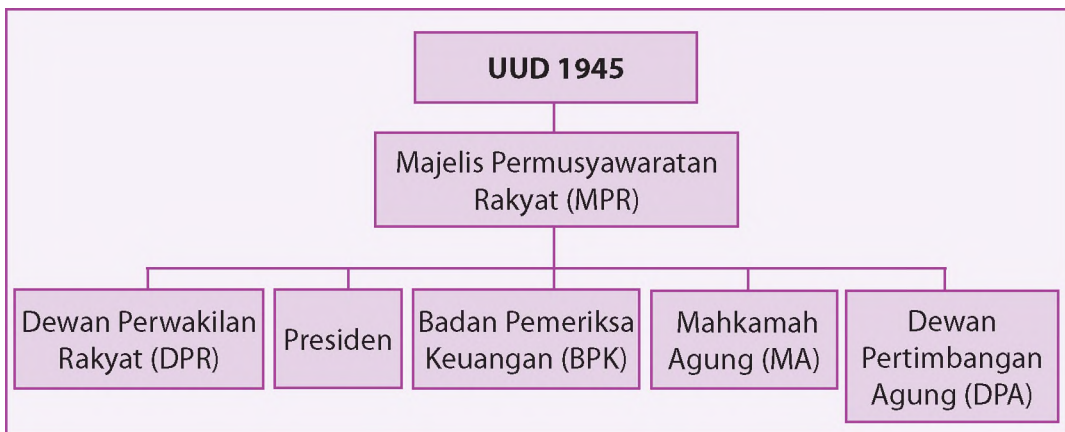 UUD 1945
Majelis Permusyawaratan
Rakyat (MPR)
Dewan Perwakilan
Rakyat (DPR)
Presiden
Badan Pemeriksa
Keuangan (BPK)
Mahkamah
Agung (MA)
Dewan
Pertimbangan
Agung (DPA)